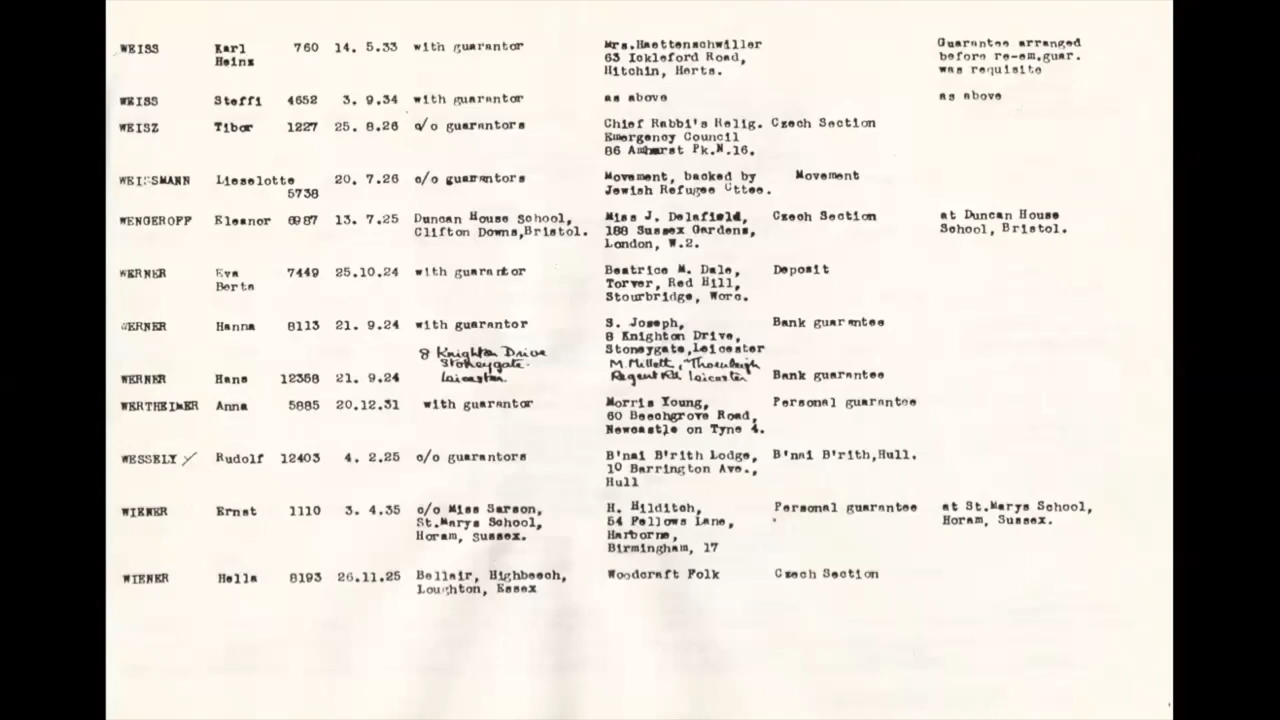 WEISS Karl 760 14. 5.33 with guarantor Mrs.Haettenschwiller Guarantee arranged
Heinz 63 Ickleford Road, before re-em.guar.
Hitchin, Herts. was requisite
WEISS Steffi 4652 3. 9.34 with guarantor as above as above
WEISZ Tibor 1227 25. 8.26 c/o guarantors Chief Rabbi's Relig. Czech Section
Emergency Council
86 Amhurst Pk.N.16.
WEISSMANN Lieselotte 20. 7.26 c/o guarantors Movement, backed by Movement
5738 Jewish Refugee Cttee.
WENGEROFF Eleanor 6987 13. 7.25 Duncan House School, Miss J. Delafield, Czech Section at Duncan House
Clifton Downs,Bristol. 188 Sussex Gardens, School, Bristol.
London, W.2.
WERNER Eva 7449 25.10.24 with guarantor Beatrice M. Dale, Deposit
Berta Torver, Red Hill,
Stourbridge, Worc.
WERNER Hanna 8113 21. 9.24 with guarantor S. Joseph, Bank guarantee
8 Knighton Drive,
Stoneygate,Leicester
8 Knighton Drive
Stoneygate M. Millett, Thornleigh
WERNER Hans 12358 21. 9.24 Leicester. Regent Rd. Leicester Bank guarantee
WERTHEIMER Anna 5885 20.12.31 with guarantor Morris Young, Personal guarantee
60 Beechgrove Road,
Newcastle on Tyne 4.
WESSELY Rudolf 12403 4. 2.25 c/o guarantors B'nai B'rith Lodge, B'nai B'rith,Hull.
10 Barrington Ave.,
Hull
WIENER Ernst 1110 3. 4.35 c/o Miss Sarson, H. Hilditch, Personal guarantee at St.Marys School,
St.Marys School, 54 Fellows Lane, Horam, Sussex.
Horam, Sussex. Harborne,
Birmingham, 17
WIENER Hella 8193 26.11.25 Bellair, Highbeech, Woodcraft Folk Czech Section
Loughton, Essex